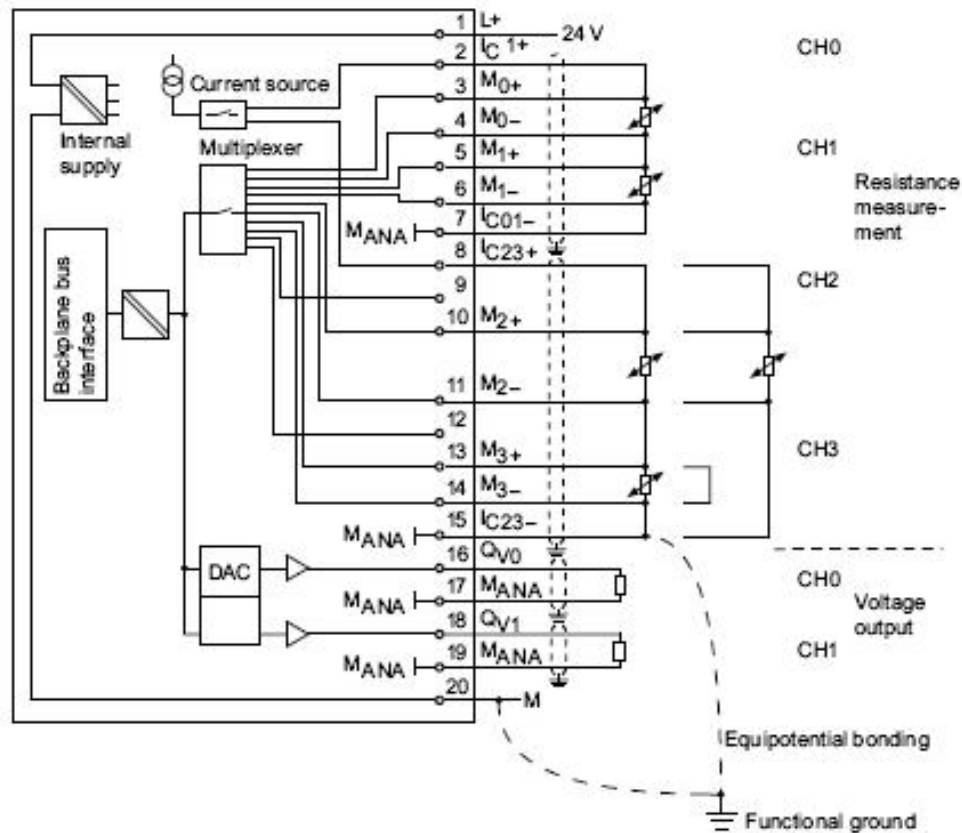 1 L+
24 V
2 IC 1+
CH0
3 M0+
Current source
4 M0–
Internal
supply
Multiplexer
5 M1+
CH1
6 M1–
Resistance
measure-
ment
7 IC01–
MANA
8 IC23+
9
CH2
10 M2+
Backplane bus
interface
11 M2–
12
13 M3+
CH3
14 M3–
15 IC23–
MANA
16 QV0
DAC
17 MANA
MANA
CH0
Voltage
output
18 QV1
19 MANA
MANA
CH1
20
M
Equipotential bonding
Functional ground